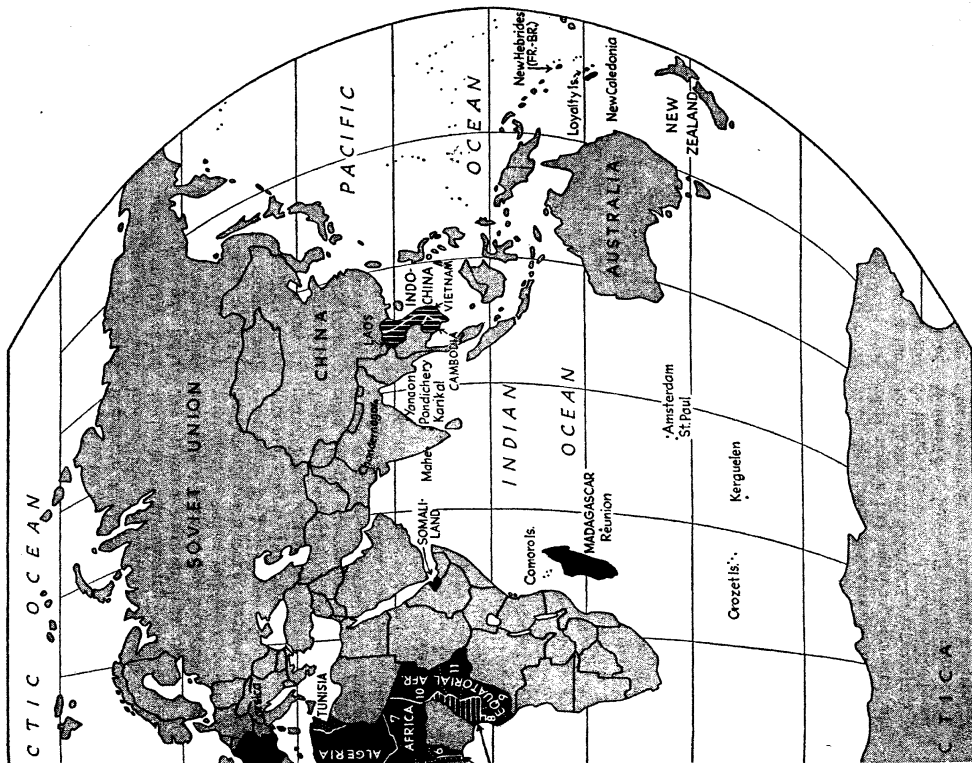 CTIC OCEAN
PACIFIC
OCEAN
New Hebrides
(FR.-BR.)
Loyalty Is.
New Caledonia
NEW
ZEALAND
AUSTRALIA
SOVIET UNION
CHINA
LAOS
INDO-
CHINA
VIETNAM
CAMBODIA
Yanaon
Pondichery
Karikal
Mahe
INDIAN
OCEAN
Amsterdam
St. Paul
Kerguelen
SOMALI-
LAND
Comoro Is.
MADAGASCAR
Réunion
Crozet Is.
TUNISIA
ALGERIA
AFRICA
7
10
11
6
8
CTICA